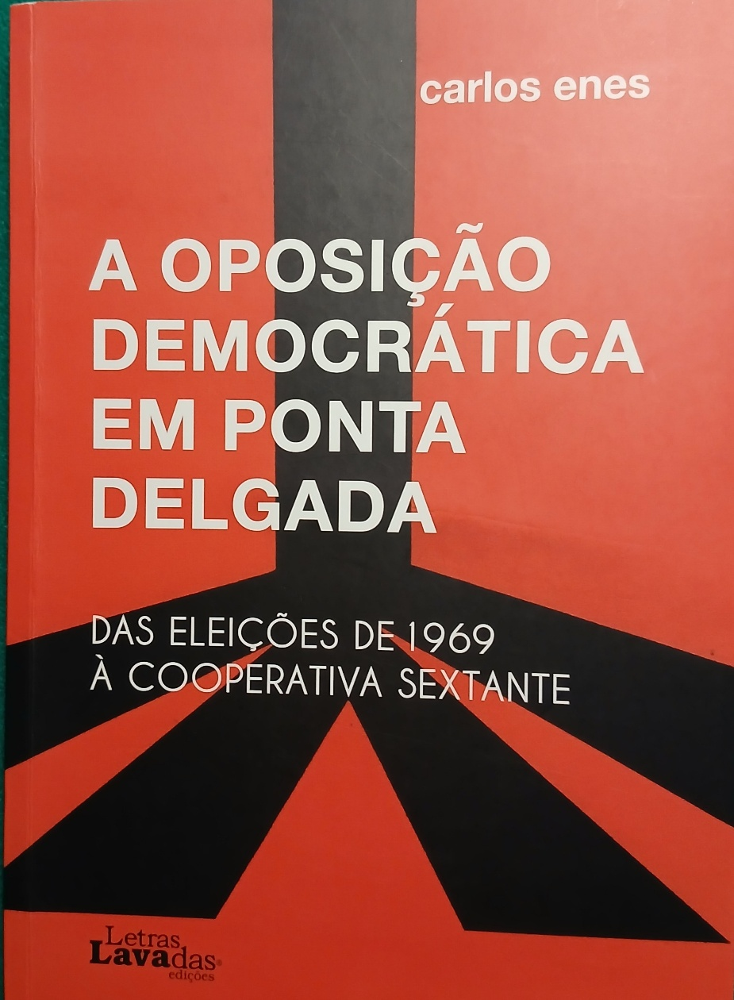 carlos enes
A OPOSIÇÃO
DEMOCRÁTICA
EM PONTA
DELGADA
DAS ELEIÇÕES DE 1969
À COOPERATIVA SEXTANTE
Letras
Lavadas®
edições